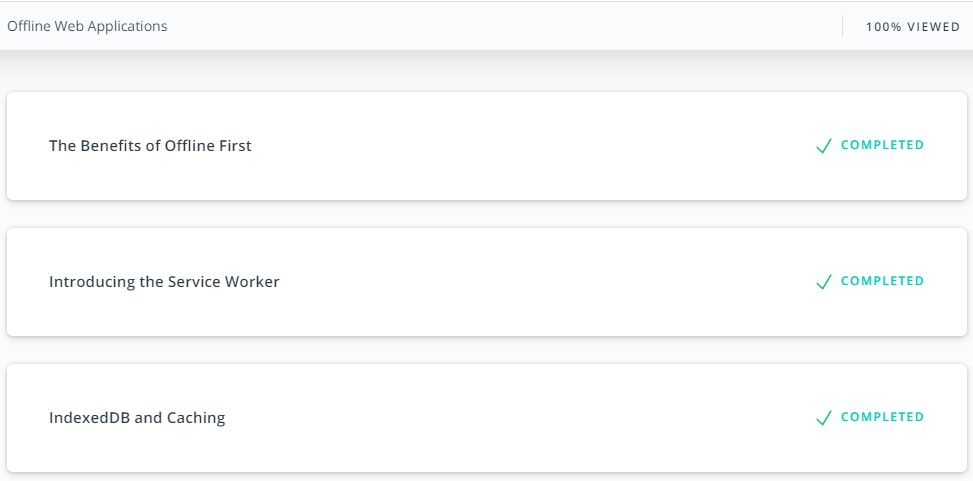 Offline Web Applications
100% VIEWED
The Benefits of Offline First
COMPLETED
Introducing the Service Worker
COMPLETED
IndexedDB and Caching
COMPLETED